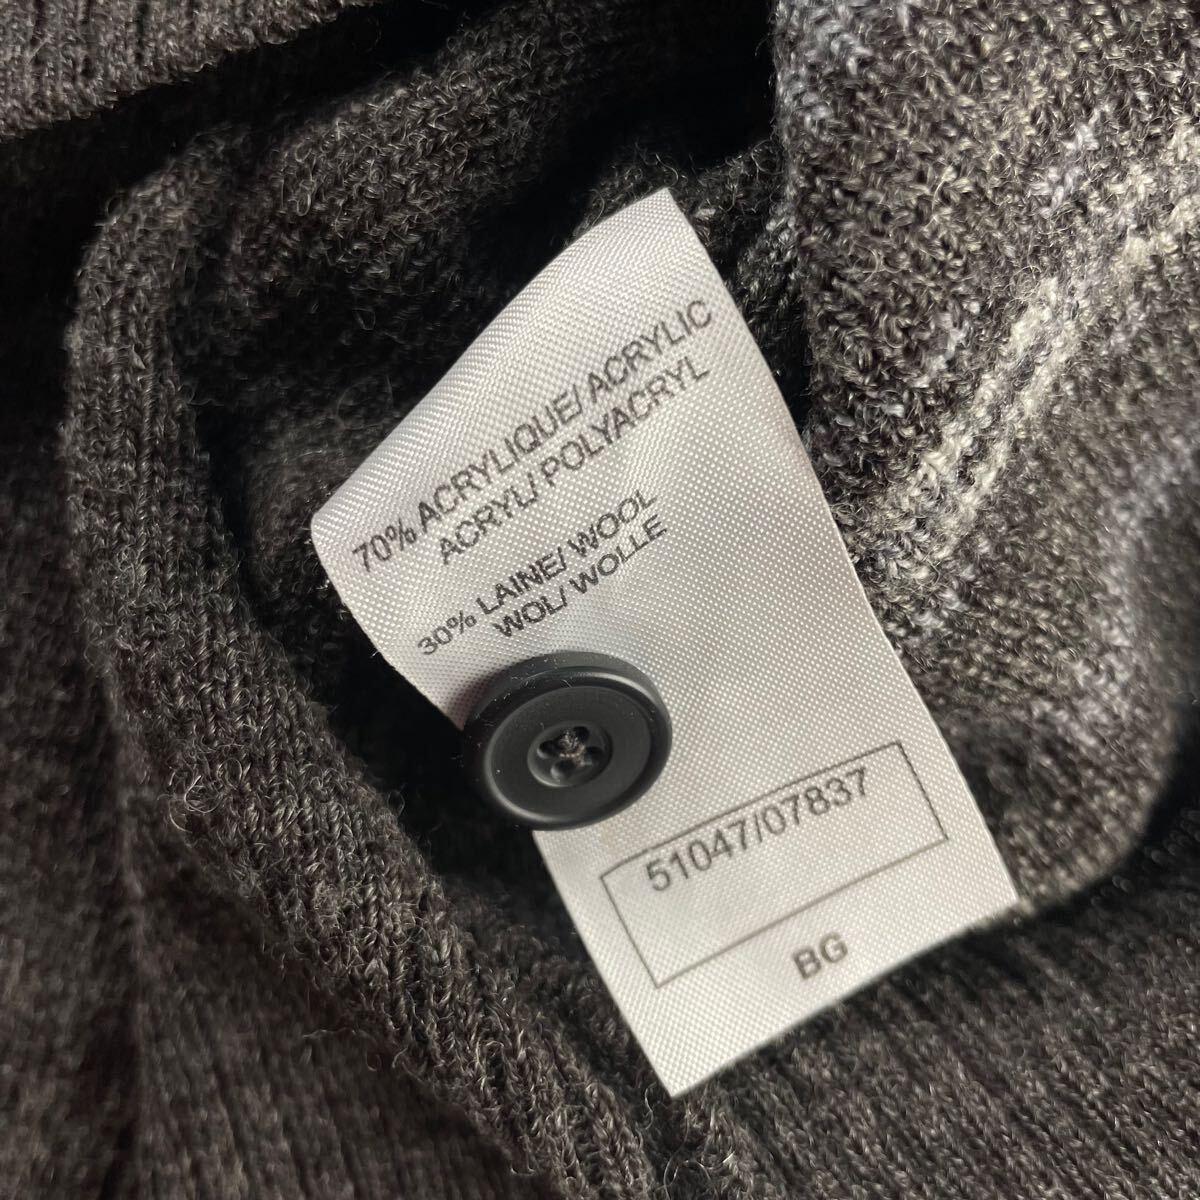 70% ACRYLIQUE/ ACRYLIC
ACRYL/ POLYACRYL
30% LAINE/ WOOL
WOL/ WOLLE
51047/07837
BG